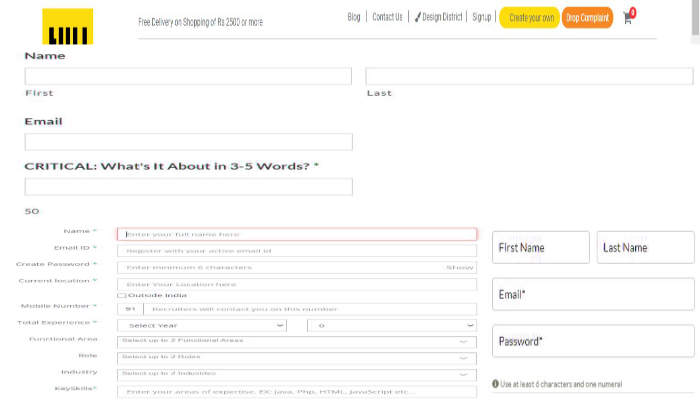 Free Delivery on Shopping of Rs 2500 or more
Blog | Contact Us | Design District | Signup | Create your own Drop Complaint 0
Name
First Last
Email
CRITICAL: What's It About in 3-5 Words? *
50
Name * Enter your full name here
Email ID * Register with your active email id
Create Password * Enter minimum 6 characters Show
Current location * Enter Your Location here
Outside India
Mobile Number * 91 Recruiters will contact you on this number
Total Experience * Select Year 0
Functional Area Select up to 2 Functional Areas
Role Select up to 2 Roles
Industry Select up to 2 Industries
KeySkills* Enter your areas of expertise. EX: Java, Php, HTML, JavaScript etc...
First Name Last Name
Email*
Password*
Use at least 6 characters and one numeral